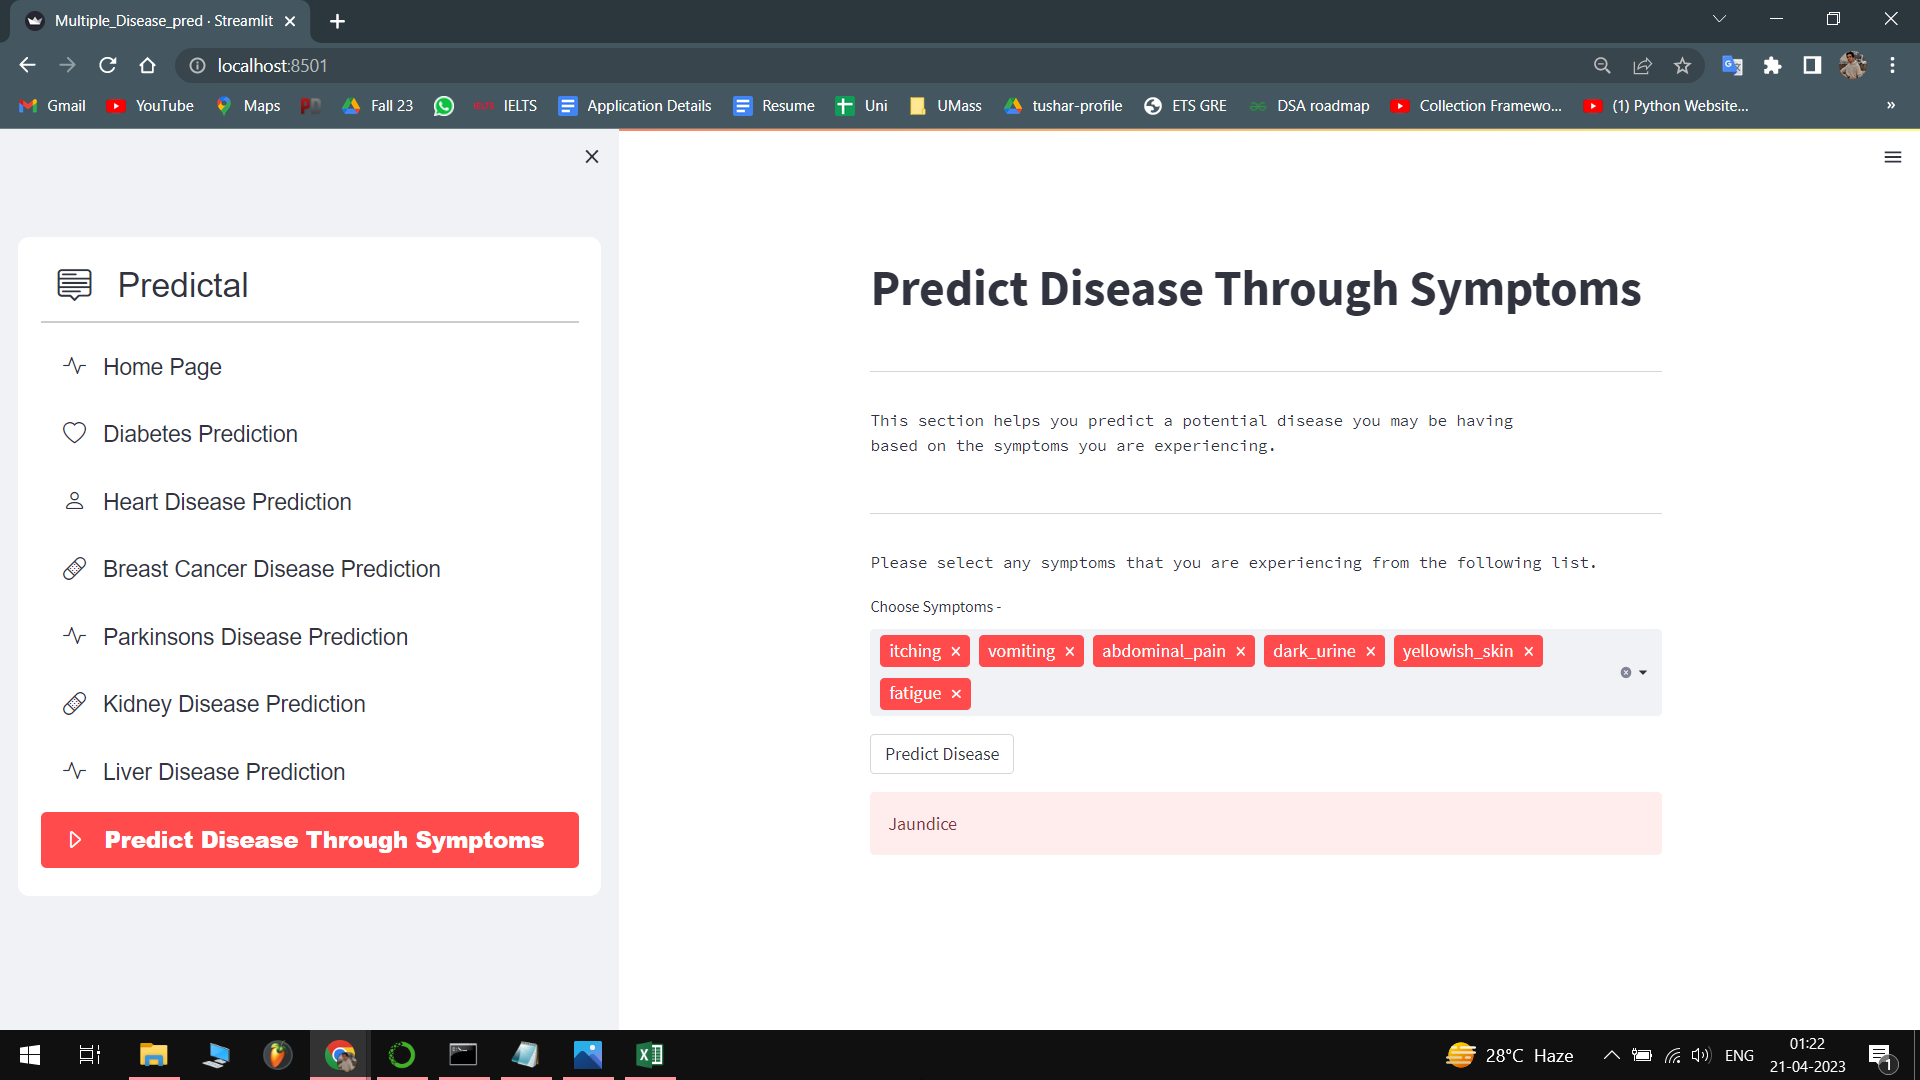 Multiple_Disease_pred · Streamlit
localhost:8501
Gmail YouTube Maps Fall 23 IELTS Application Details Resume Uni UMass tushar-profile ETS GRE DSA roadmap Collection Framewo... (1) Python Website... »
Predictal
Home Page
Diabetes Prediction
Heart Disease Prediction
Breast Cancer Disease Prediction
Parkinsons Disease Prediction
Kidney Disease Prediction
Liver Disease Prediction
Predict Disease Through Symptoms
Predict Disease Through Symptoms
This section helps you predict a potential disease you may be having
based on the symptoms you are experiencing.
Please select any symptoms that you are experiencing from the following list.
Choose Symptoms -
itching vomiting abdominal_pain dark_urine yellowish_skin
fatigue
Predict Disease
Jaundice
28°C Haze ENG
01:22
21-04-2023
1